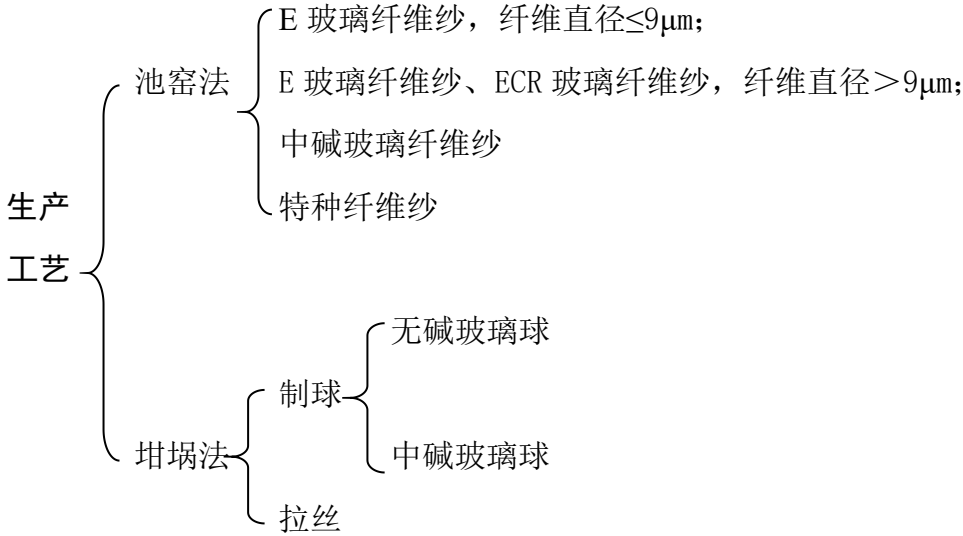 E 玻璃纤维纱，纤维直径≤9μm；
池窑法
E 玻璃纤维纱、ECR 玻璃纤维纱，纤维直径＞9μm；
中碱玻璃纤维纱
特种纤维纱
生产
工艺
无碱玻璃球
制球
中碱玻璃球
坩埚法
拉丝